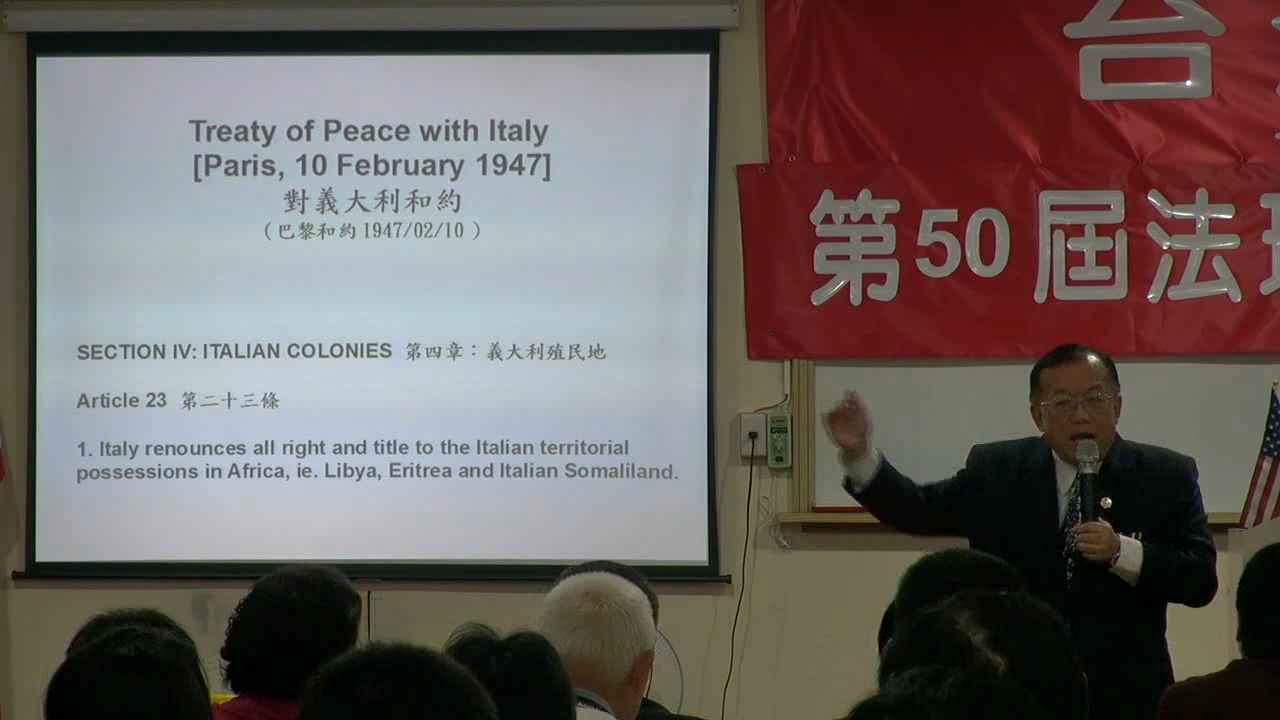 Treaty of Peace with Italy
[Paris, 10 February 1947]
對義大利和約
( 巴黎和約 1947/02/10 )
SECTION IV: ITALIAN COLONIES 第四章：義大利殖民地
Article 23 第二十三條
1. Italy renounces all right and title to the Italian territorial
possessions in Africa, ie. Libya, Eritrea and Italian Somaliland.
台
第50屆法